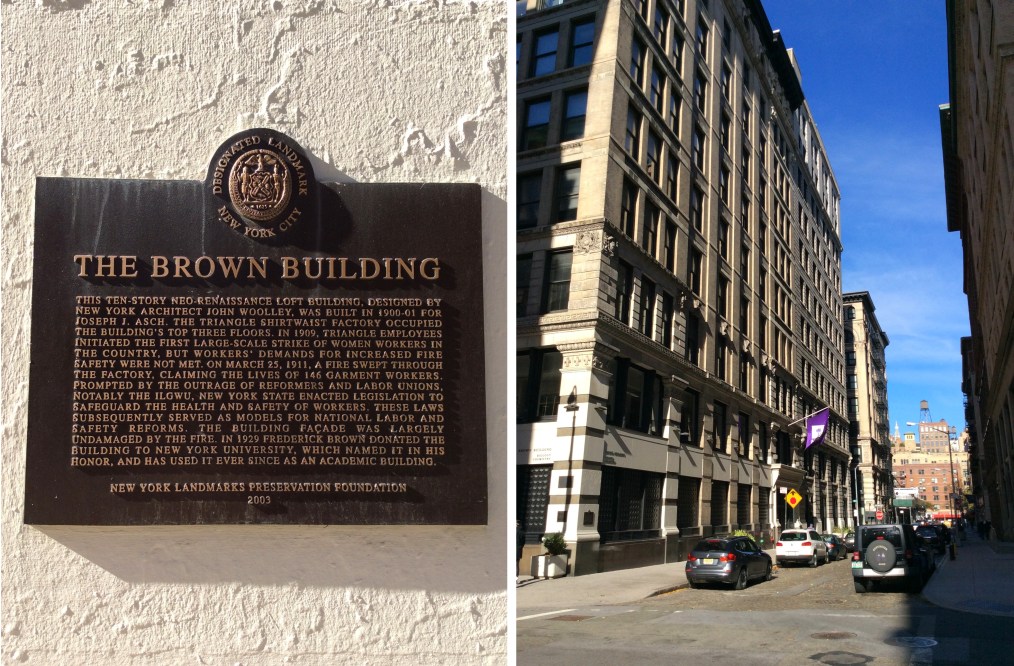 DESIGNATED LANDMARK
NEW YORK CITY
THE BROWN BUILDING
THIS TEN-STORY NEO-RENAISSANCE LOFT BUILDING, DESIGNED BY
NEW YORK ARCHITECT JOHN WOOLLEY, WAS BUILT IN 1900-01 FOR
JOSEPH J. ASCH. THE TRIANGLE SHIRTWAIST FACTORY OCCUPIED
THE BUILDING'S TOP THREE FLOORS. IN 1909, TRIANGLE EMPLOYEES
INITIATED THE FIRST LARGE-SCALE STRIKE OF WOMEN WORKERS IN
THE COUNTRY, BUT WORKERS' DEMANDS FOR INCREASED FIRE
SAFETY WERE NOT MET. ON MARCH 25, 1911, A FIRE SWEPT THROUGH
THE FACTORY, CLAIMING THE LIVES OF 146 GARMENT WORKERS.
PROMPTED BY THE OUTRAGE OF REFORMERS AND LABOR UNIONS,
NOTABLY THE ILGWU, NEW YORK STATE ENACTED LEGISLATION TO
SAFEGUARD THE HEALTH AND SAFETY OF WORKERS. THESE LAWS
SUBSEQUENTLY SERVED AS MODELS FOR NATIONAL LABOR AND
SAFETY REFORMS. THE BUILDING FAÇADE WAS LARGELY
UNDAMAGED BY THE FIRE. IN 1929 FREDERICK BROWN DONATED THE
BUILDING TO NEW YORK UNIVERSITY, WHICH NAMED IT IN HIS
HONOR, AND HAS USED IT EVER SINCE AS AN ACADEMIC BUILDING.
NEW YORK LANDMARKS PRESERVATION FOUNDATION
2003